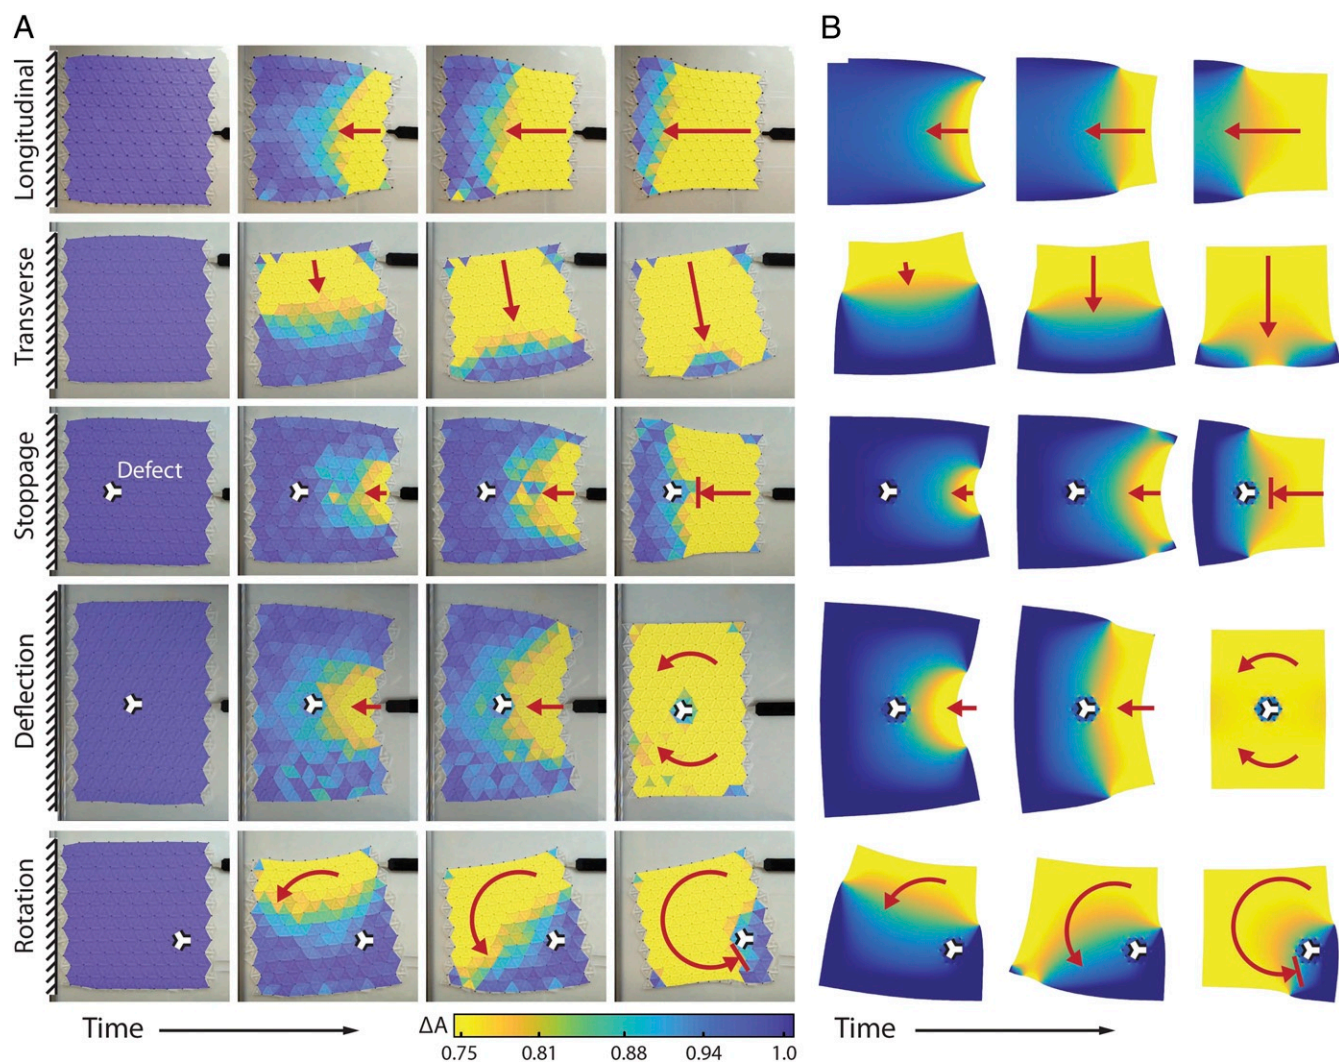 A
B
Longitudinal
Transverse
Stoppage
Defect
Deflection
Rotation
Time
ΔA
0.75 0.81 0.88 0.94 1.0
Time